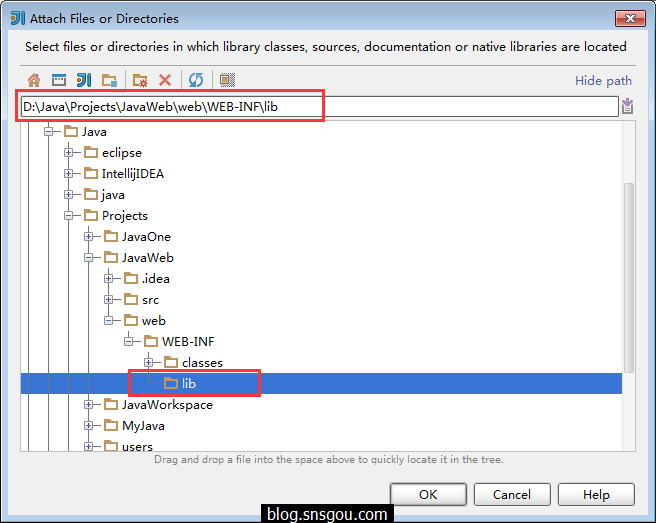 Attach Files or Directories
Select files or directories in which library classes, sources, documentation or native libraries are located
Hide path
D:\Java\Projects\JavaWeb\web\WEB-INF\lib
Java
eclipse
IntellijIDEA
java
Projects
JavaOne
JavaWeb
.idea
src
web
WEB-INF
classes
lib
JavaWorkspace
MyJava
users
Drag and drop a file into the space above to quickly locate it in the tree.
OK Cancel Help
blog.snsgou.com